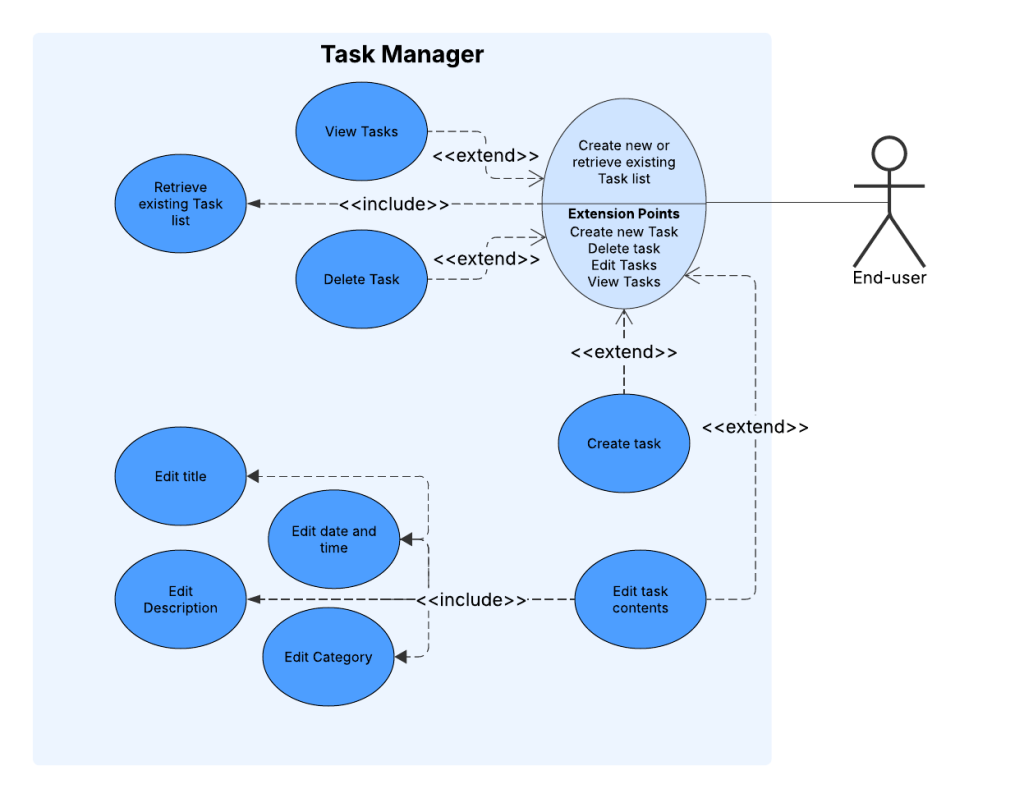 Task Manager
View Tasks
<<extend>>
Create new or
retrieve existing
Task list
Retrieve
existing Task
list
<<include>>
Extension Points
Create new Task
Delete task
Edit Tasks
View Tasks
Delete Task
<<extend>>
End-user
<<extend>>
Create task
<<extend>>
Edit title
Edit date and
time
Edit
Description
<<include>>
Edit task
contents
Edit Category